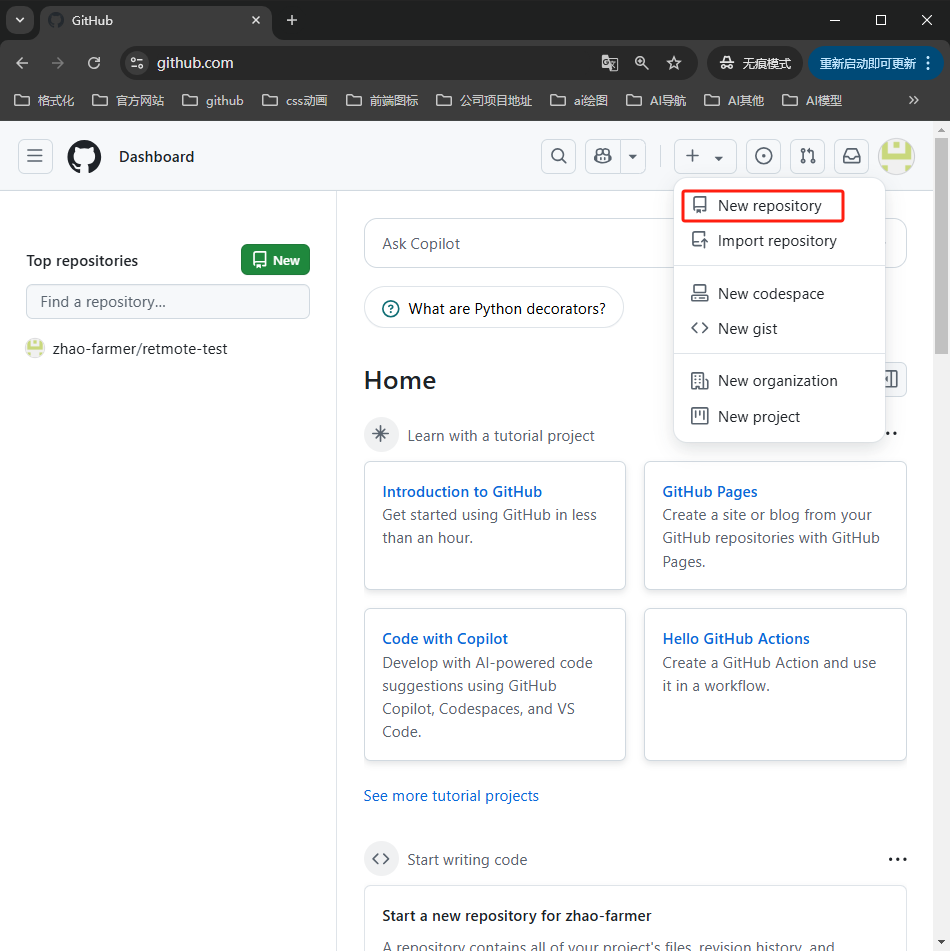 GitHub
github.com
无痕模式
重新启动即可更新
格式化
官方网站
github
css动画
前端图标
公司项目地址
ai绘图
AI导航
AI其他
AI模型
Dashboard
New repository
Import repository
New codespace
New gist
New organization
New project
Top repositories
New
Find a repository...
zhao-farmer/retmote-test
Ask Copilot
What are Python decorators?
Home
Learn with a tutorial project
Introduction to GitHub
Get started using GitHub in less
than an hour.
GitHub Pages
Create a site or blog from your
GitHub repositories with GitHub
Pages.
Code with Copilot
Develop with AI-powered code
suggestions using GitHub
Copilot, Codespaces, and VS
Code.
Hello GitHub Actions
Create a GitHub Action and use
it in a workflow.
See more tutorial projects
Start writing code
Start a new repository for zhao-farmer
A repository contains all of your project's files, revision history, and